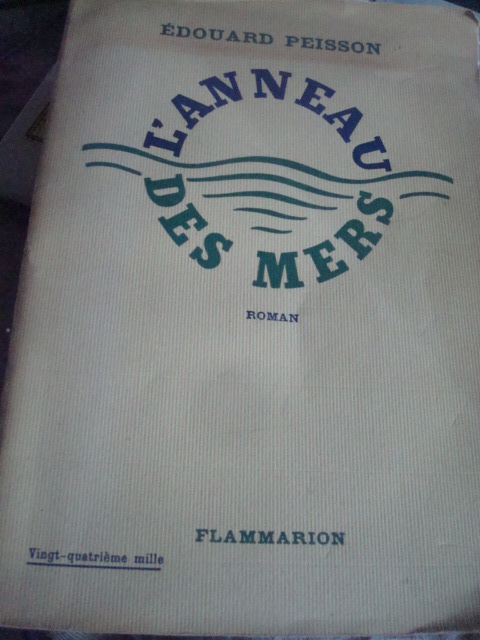 ÉDOUARD PEISSON
L'ANNEAU
DES MERS
ROMAN
FLAMMARION
Vingt-quatrième mille